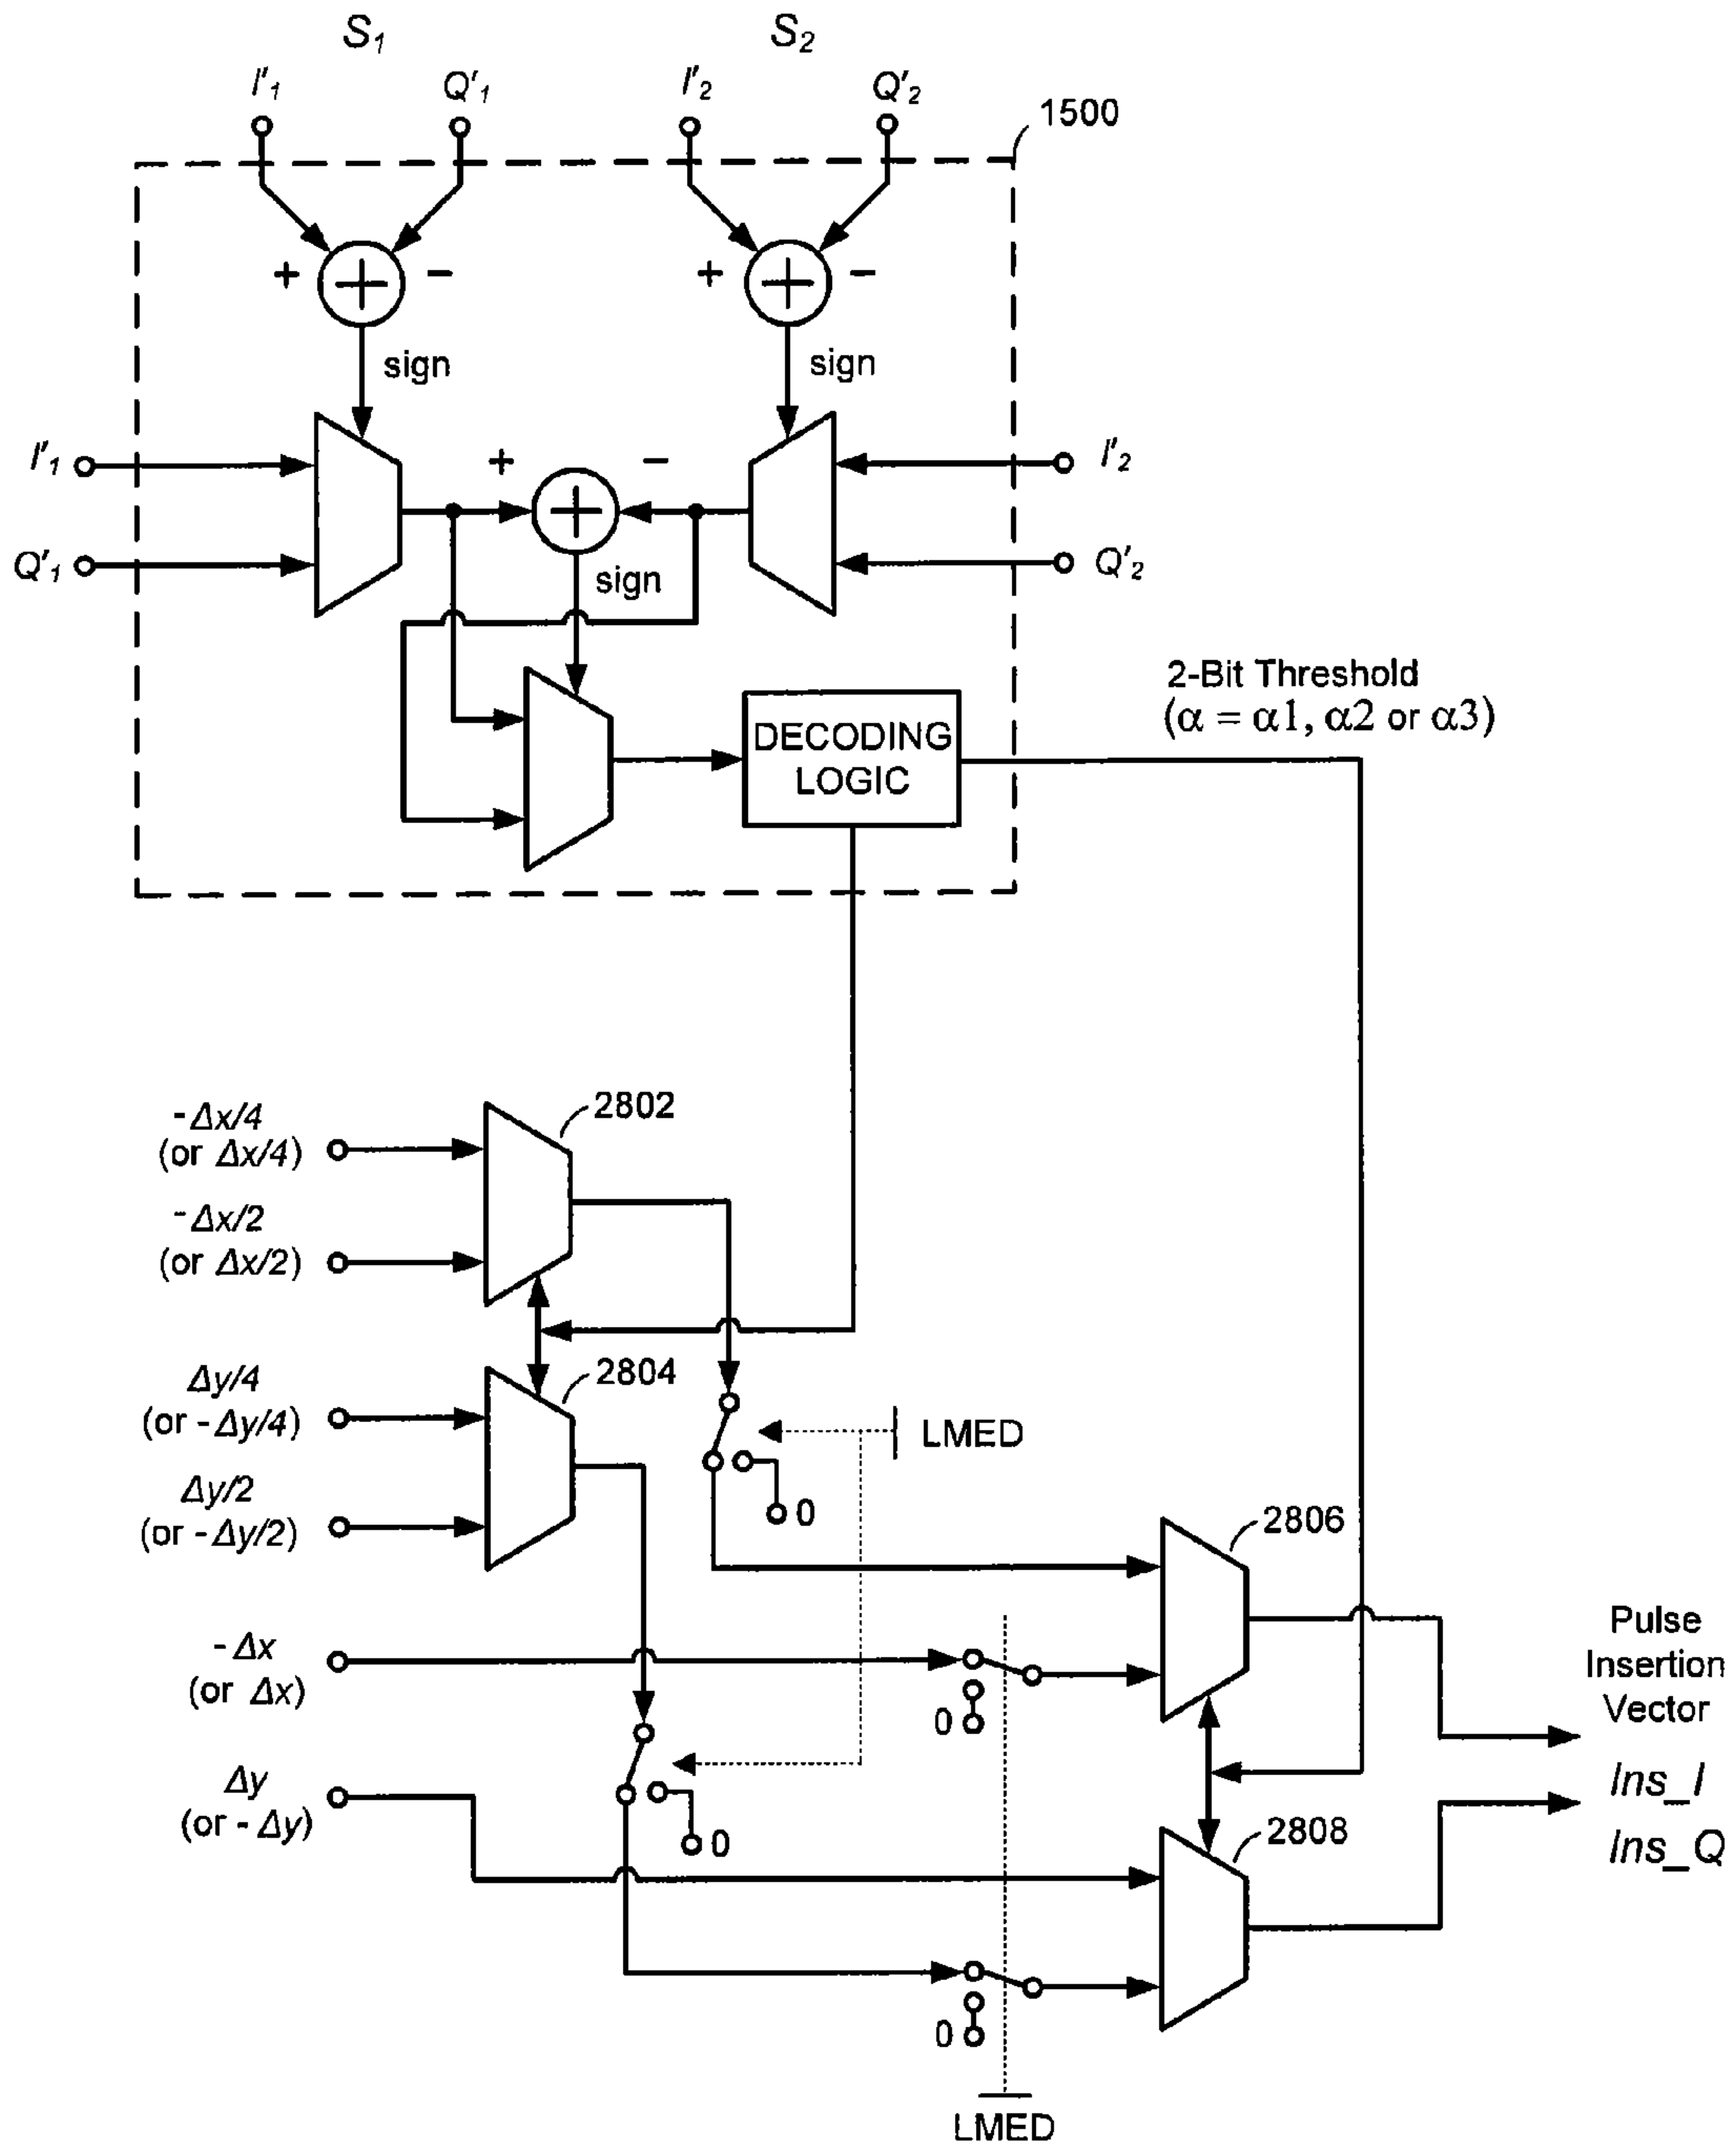 S1 S2
I'1 Q'1 I'2 Q'2
1500
+ − + −
sign sign
I'1 + − I'2
Q'1 Q'2
sign
2-Bit Threshold
(α = α1, α2 or α3)
DECODING
LOGIC
-Δx/4
(or Δx/4)
2802
-Δx/2
(or Δx/2)
Δy/4
(or -Δy/4)
2804
LMED
Δy/2
(or -Δy/2)
0
2806
-Δx
(or Δx)
0
Pulse
Insertion
Vector
Δy
(or - Δy)
Ins_I
0
2808
Ins_Q
0
LMED